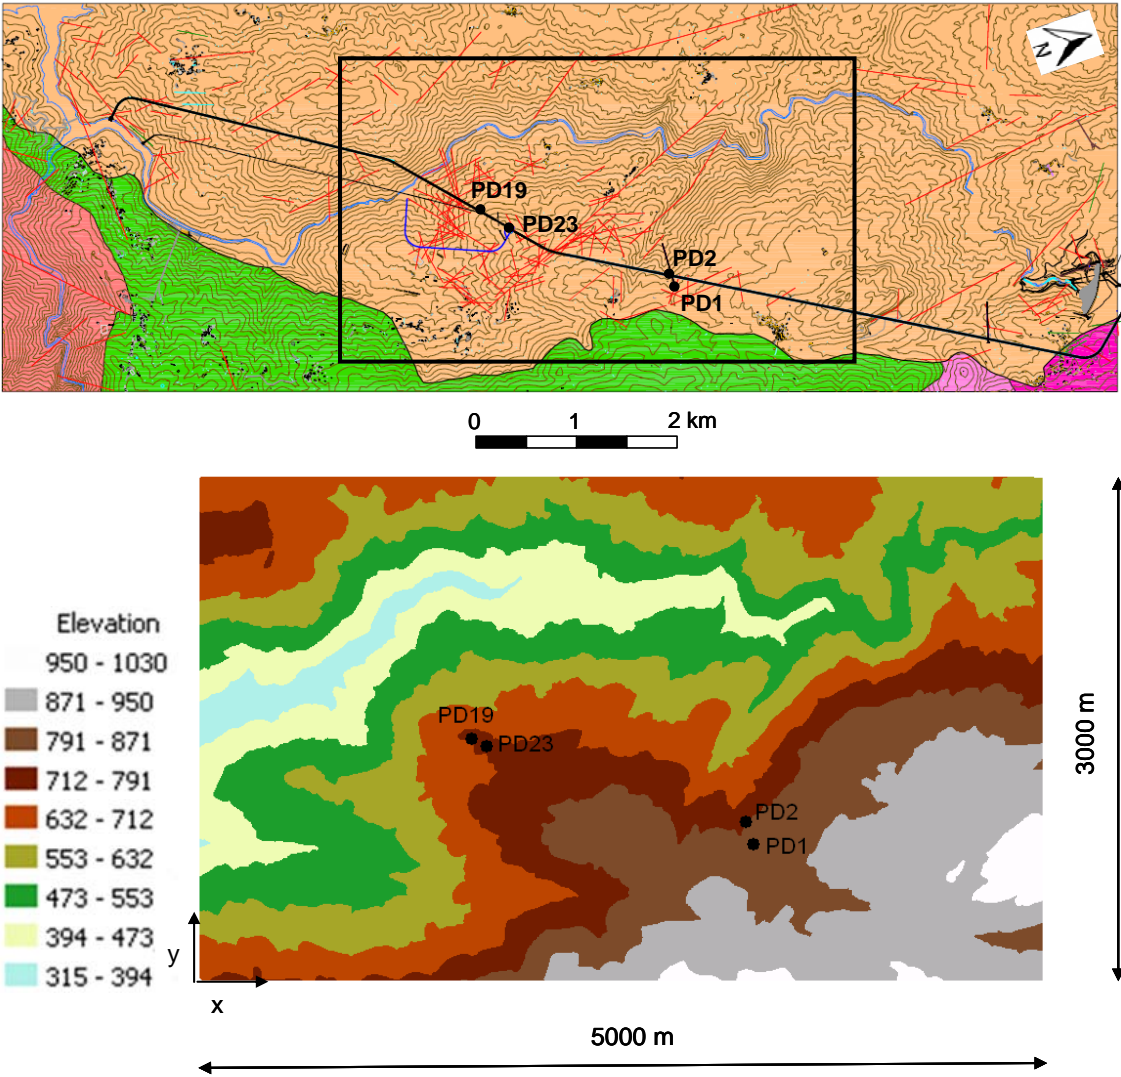 N
PD19
PD23
PD2
PD1
0 1 2 km
Elevation
950 - 1030
871 - 950
791 - 871
712 - 791
632 - 712
553 - 632
473 - 553
394 - 473
315 - 394
PD19
PD23
PD2
PD1
3000 m
y
x
5000 m